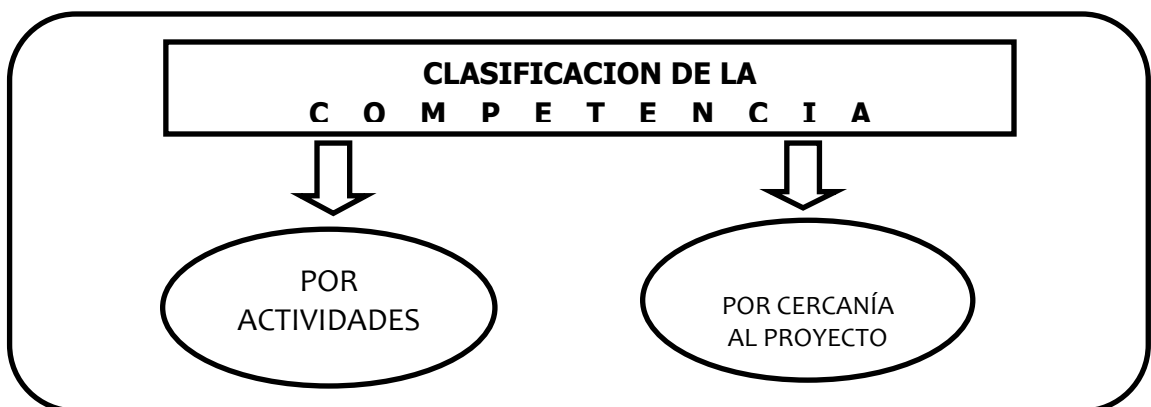 CLASIFICACION DE LA
C O M P E T E N C I A
POR
ACTIVIDADES
POR CERCANÍA
AL PROYECTO